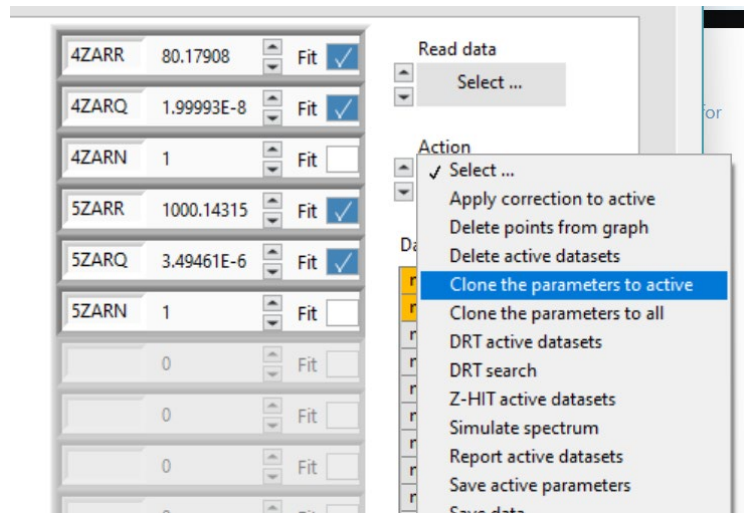 4ZARR 80.17908 Fit
4ZARQ 1.99993E-8 Fit
4ZARN 1 Fit
5ZARR 1000.14315 Fit
5ZARQ 3.49461E-6 Fit
5ZARN 1 Fit
0 Fit
0 Fit
0 Fit
Read data
Select ...
for
Action
Select ...
Apply correction to active
Delete points from graph
Delete active datasets
Clone the parameters to active
Clone the parameters to all
DRT active datasets
DRT search
Z-HIT active datasets
Simulate spectrum
Report active datasets
Save active parameters
Save data